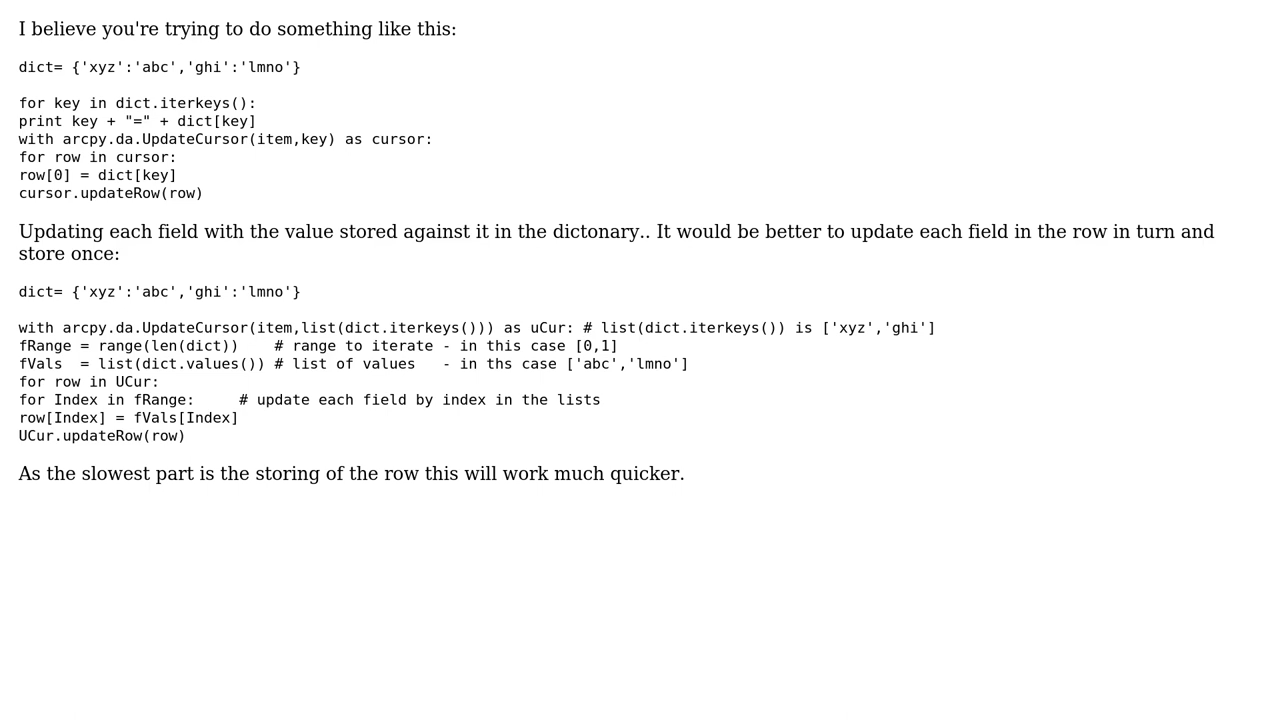 I believe you're trying to do something like this:
dict= {'xyz':'abc','ghi':'lmno'}
for key in dict.iterkeys():
print key + "=" + dict[key]
with arcpy.da.UpdateCursor(item,key) as cursor:
for row in cursor:
row[0] = dict[key]
cursor.updateRow(row)
Updating each field with the value stored against it in the dictonary.. It would be better to update each field in the row in turn and
store once:
dict= {'xyz':'abc','ghi':'lmno'}
with arcpy.da.UpdateCursor(item,list(dict.iterkeys())) as uCur: # list(dict.iterkeys()) is ['xyz','ghi']
fRange = range(len(dict))    # range to iterate - in this case [0,1]
fVals  = list(dict.values()) # list of values   - in ths case ['abc','lmno']
for row in UCur:
for Index in fRange:     # update each field by index in the lists
row[Index] = fVals[Index]
UCur.updateRow(row)
As the slowest part is the storing of the row this will work much quicker.